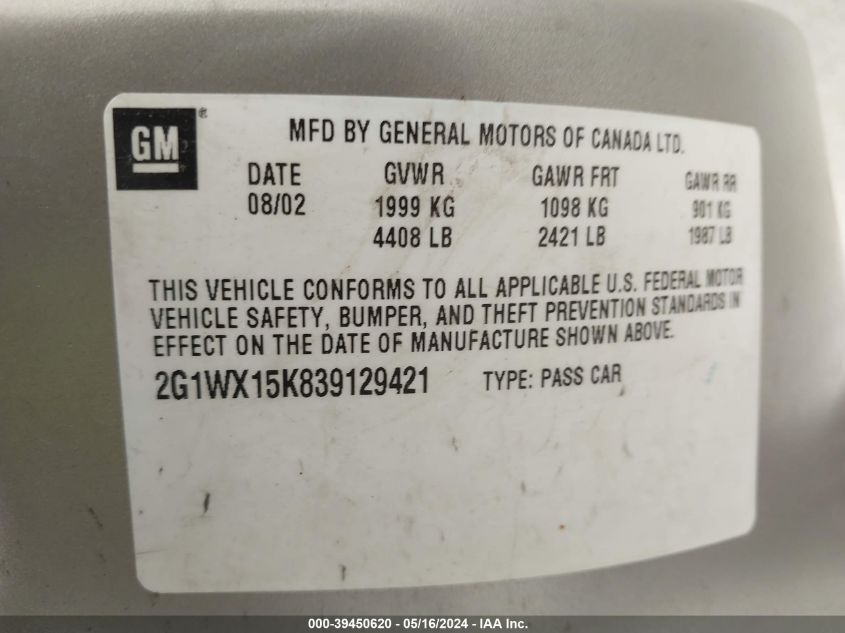 GM®
MFD BY GENERAL MOTORS OF CANADA LTD.
DATE GVWR GAWR FRT GAWR RR
08/02 1999 KG 1098 KG 901 KG
4408 LB 2421 LB 1987 LB
THIS VEHICLE CONFORMS TO ALL APPLICABLE U.S. FEDERAL MOTOR
VEHICLE SAFETY, BUMPER, AND THEFT PREVENTION STANDARDS IN
EFFECT ON THE DATE OF MANUFACTURE SHOWN ABOVE.
2G1WX15K839129421 TYPE: PASS CAR
000-39450620 - 05/16/2024 - IAA Inc.